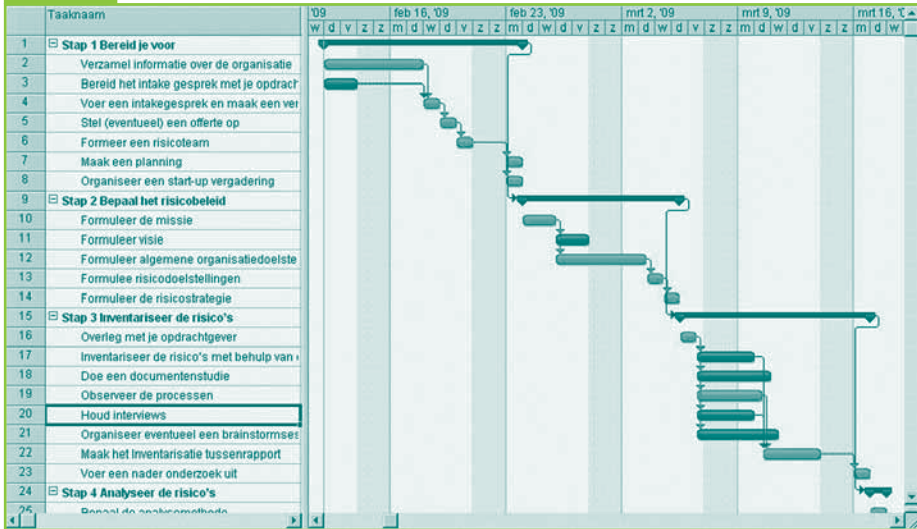 Taaknaam
'09 feb 16, '09 feb 23, '09 mrt 2, '09 mrt 9, '09 mrt 16, '0
w d v z z m d w d v z z m d w d v z z m d w d v z z m d w d v z z m d w
1 Stap 1 Bereid je voor
2 Verzamel informatie over de organisatie
3 Bereid het intake gesprek met je opdrach
4 Voer een intakegesprek en maak een ver
5 Stel (eventueel) een offerte op
6 Formeer een risicoteam
7 Maak een planning
8 Organiseer een start-up vergadering
9 Stap 2 Bepaal het risicobeleid
10 Formuleer de missie
11 Formuleer visie
12 Formuleer algemene organisatiedoelste
13 Formulee risicodoelstellingen
14 Formuleer de risicostrategie
15 Stap 3 Inventariseer de risico's
16 Overleg met je opdrachtgever
17 Inventariseer de risico's met behulp van
18 Doe een documentenstudie
19 Observeer de processen
20 Houd interviews
21 Organiseer eventueel een brainstormses
22 Maak het Inventarisatie tussenrapport
23 Voer een nader onderzoek uit
24 Stap 4 Analyseer de risico's
25 Bepaal de analysemethode